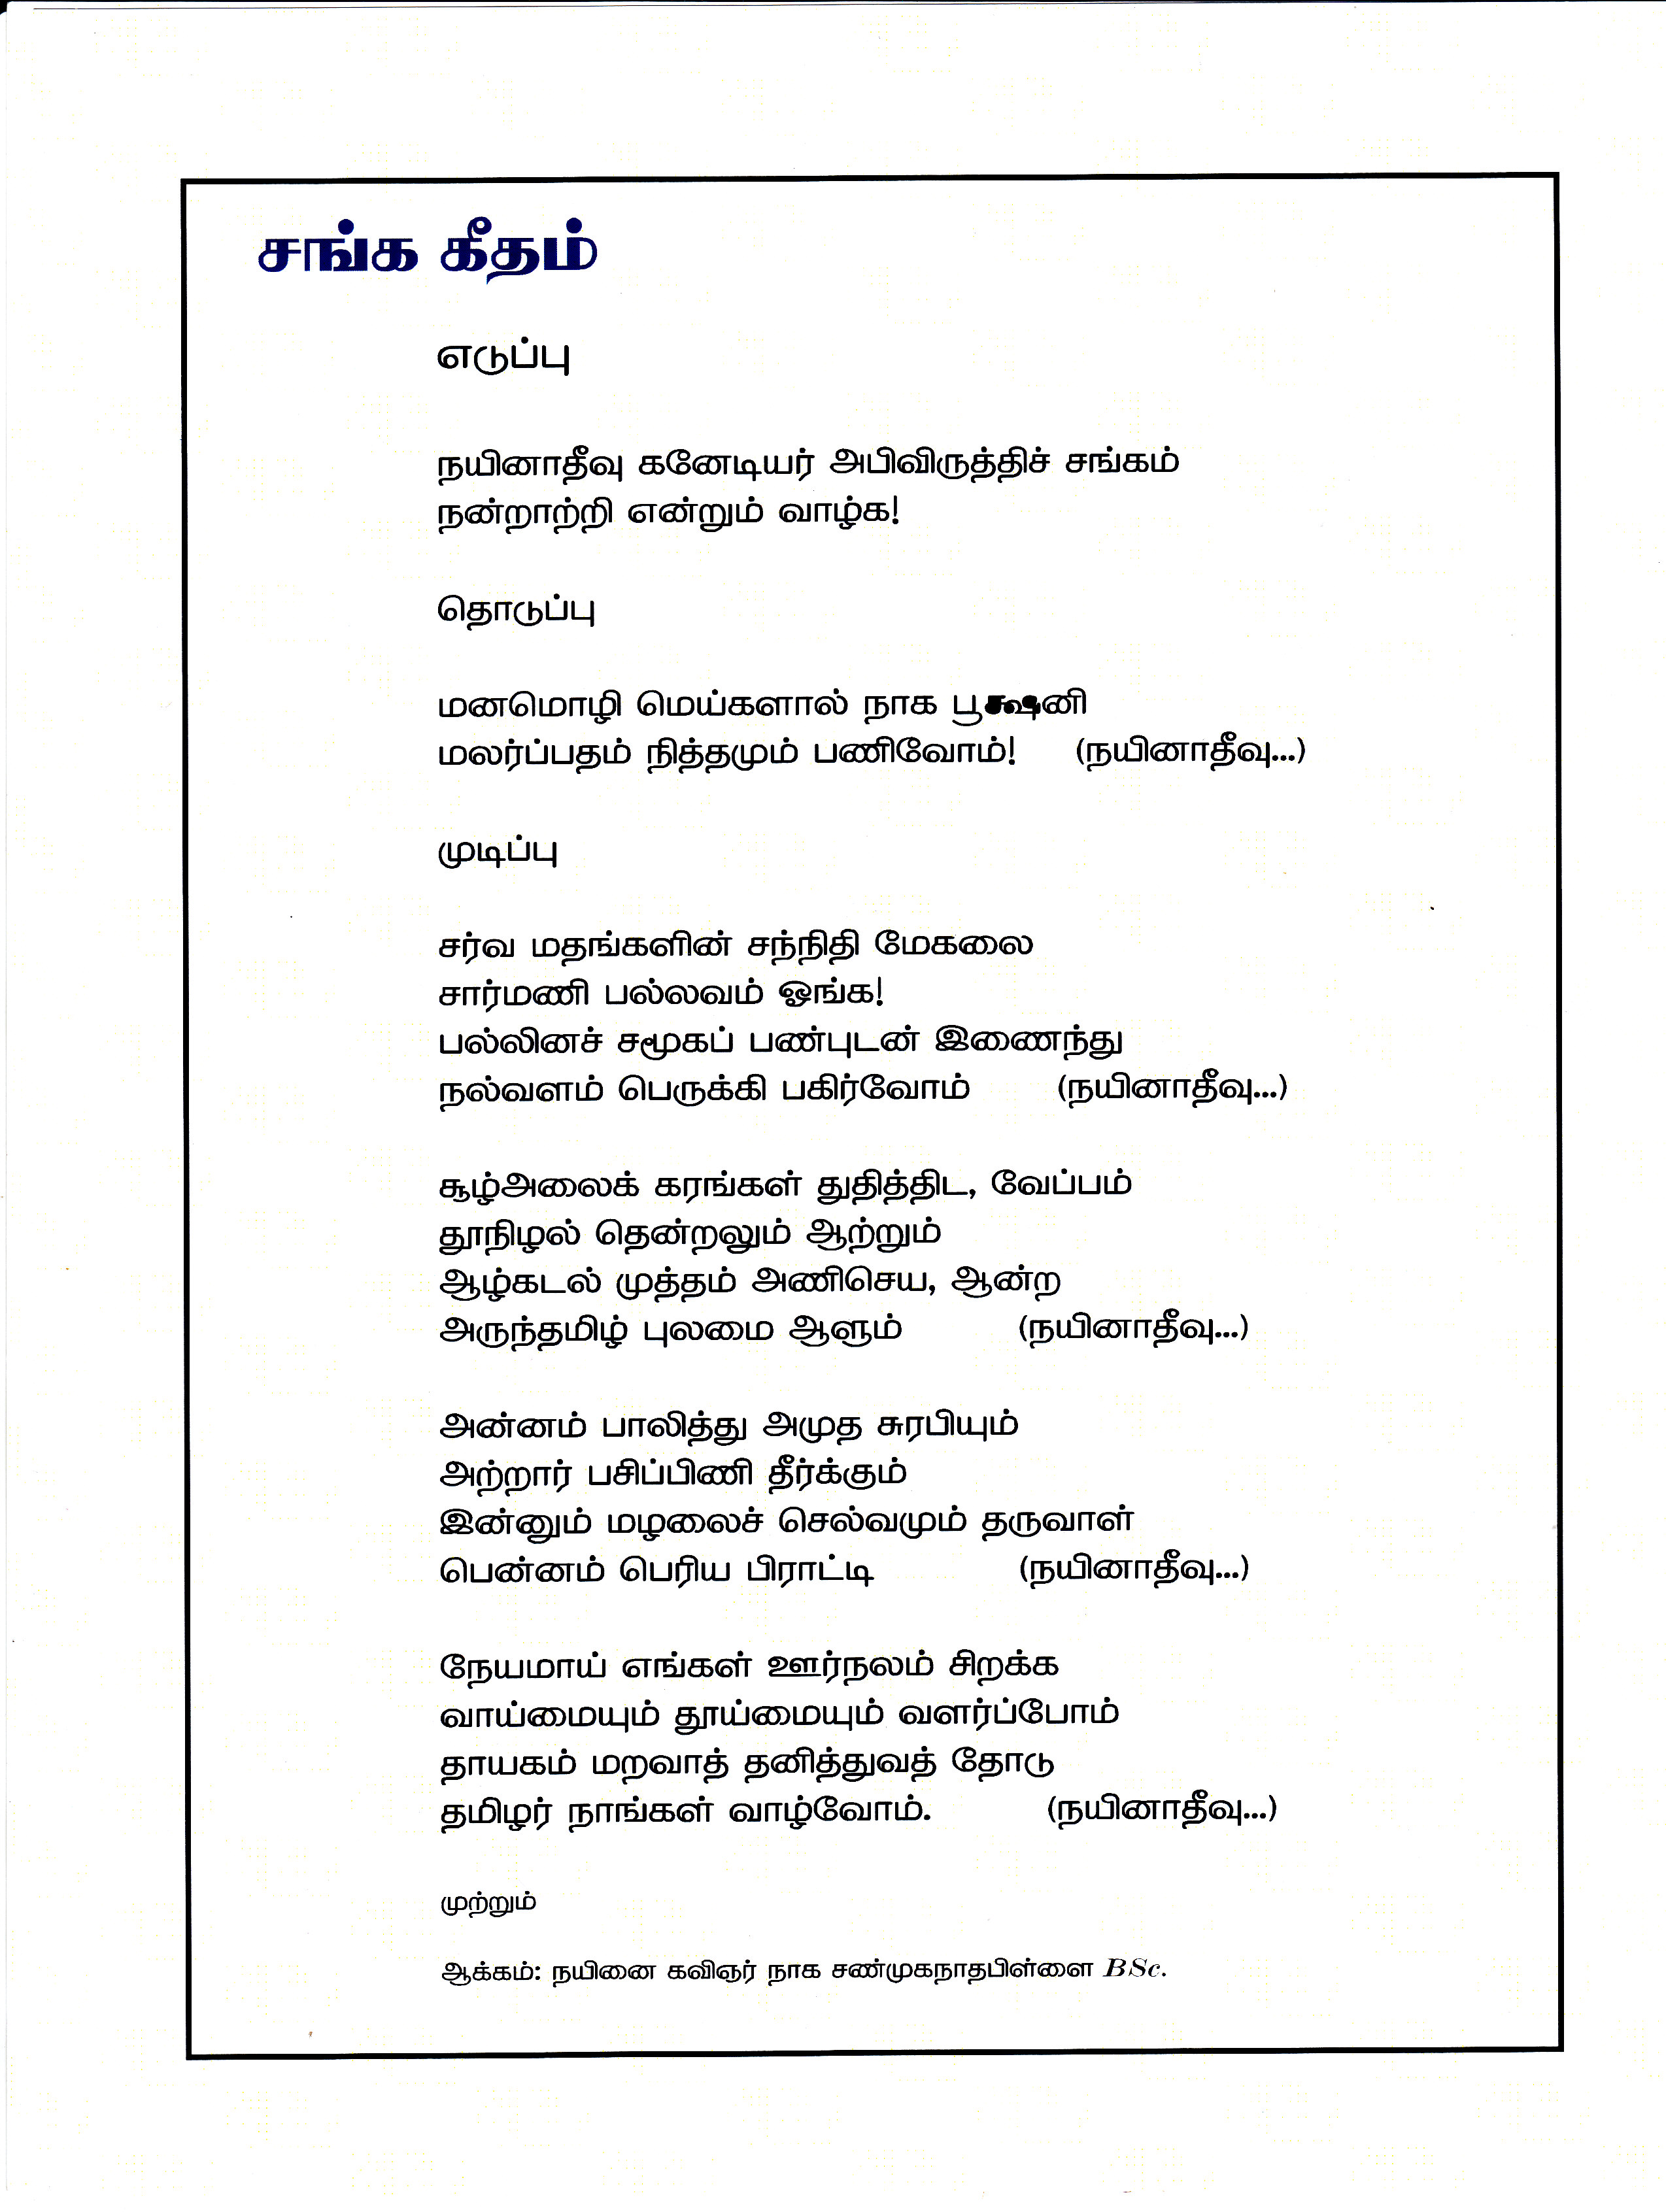 சங்க கீதம்
எடுப்பு
நயினாதீவு கனேடியர் அபிவிருத்திச் சங்கம்
நன்றாற்றி என்றும் வாழ்க!
தொடுப்பு
மனமொழி மெய்களால் நாக
மலர்ப்பதம் நித்தமும் பணிவோம்! (நயினாதீவு...)
முடிப்பு
சர்வ மதங்களின் சந்நிதி மேகலை
சார்மணி பல்லவம் ஓங்க!
பல்லினச் சமூகப் பண்புடன் இணைந்து
நல்வளம் பெருக்கி பகிர்வோம் (நயினாதீவு...)
சூழ்அலைக் கரங்கள் துதித்திட, வேப்பம்
தூநிழல் தென்றலும் ஆற்றும்
ஆழ்கடல் முத்தம் அணிசெய, ஆன்ற
அருந்தமிழ் புலமை ஆளும் (நயினாதீவு...)
அன்னம் பாலித்து அமுத சுரபியும்
அற்றார் பசிப்பிணி தீர்க்கும்
இன்னும் மழலைச் செல்வமும் தருவாள்
பென்னம் பெரிய பிராட்டி (நயினாதீவு...)
நேயமாய் எங்கள் ஊர்நலம் சிறக்க
வாய்மையும் தூய்மையும் வளர்ப்போம்
தாயகம் மறவாத் தனித்துவத் தோடு
தமிழர் நாங்கள் வாழ்வோம். (நயினாதீவு...)
முற்றும்
ஆக்கம்: நயினை கவிஞர் நாக சண்முகநாதபிள்ளை BSc.